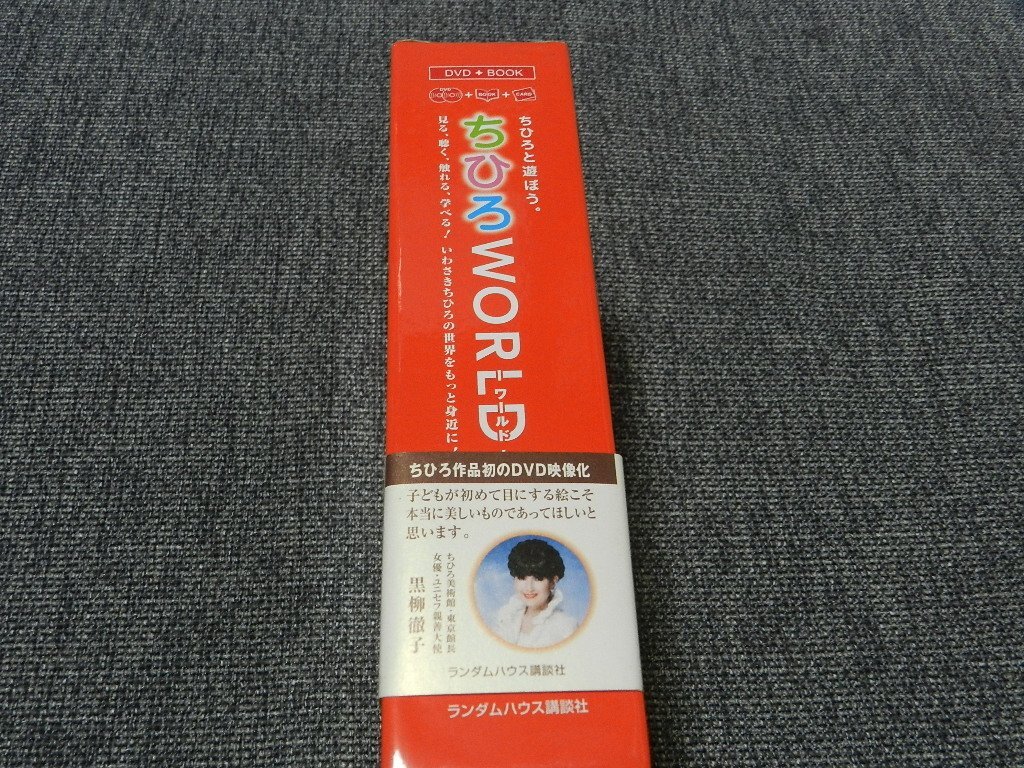 DVD + BOOK
DVD + BOOK + CARD
ちひろと遊ぼう。
ちひろWORLD
ワールド
見る、聴く、触れる、学べる! いわさきちひろの世界をもっと身近に!
ちひろ作品初のDVD映像化
子どもが初めて目にする絵こそ
本当に美しいものであってほしいと
思います。
ちひろ美術館・東京館長
女優・ユニセフ親善大使
黒柳徹子
ランダムハウス講談社
ランダムハウス講談社